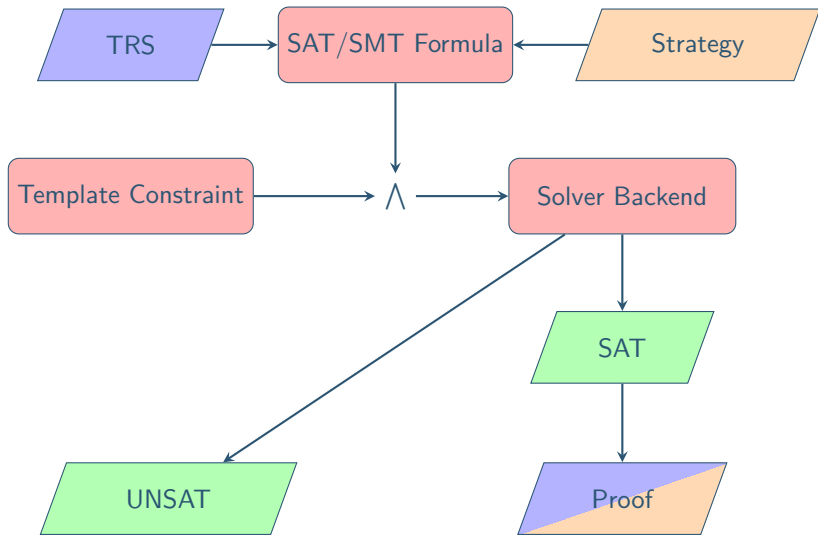 TRS
SAT/SMT Formula
Strategy
Template Constraint
∧
Solver Backend
SAT
UNSAT
Proof